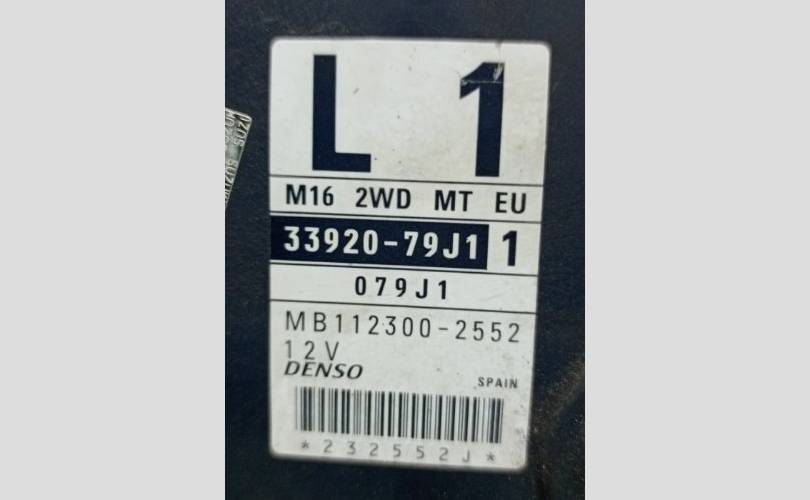 L 1
M16 2WD MT EU
33920-79J1 1
079J1
MB112300-2552
12V
DENSO
SPAIN
*232552J*